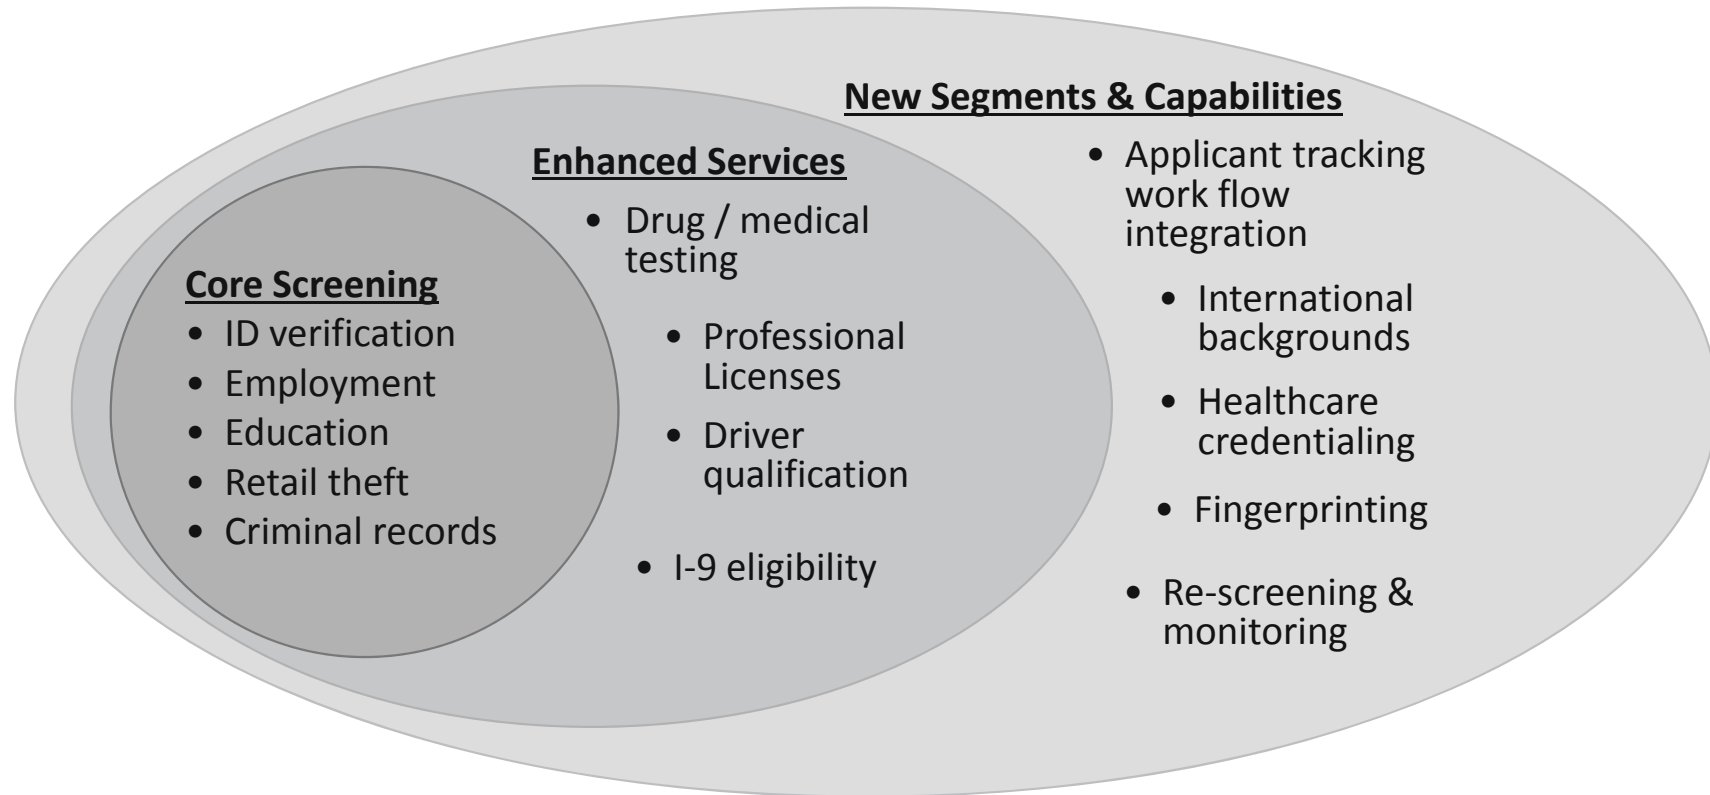 Core Screening
• ID verification
• Employment
• Education
• Retail theft
• Criminal records
Enhanced Services
• Drug / medical
testing
• Professional
Licenses
• Driver
qualification
• I-9 eligibility
New Segments & Capabilities
• Applicant tracking
work flow
integration
• International
backgrounds
• Healthcare
credentialing
• Fingerprinting
• Re-screening &
monitoring